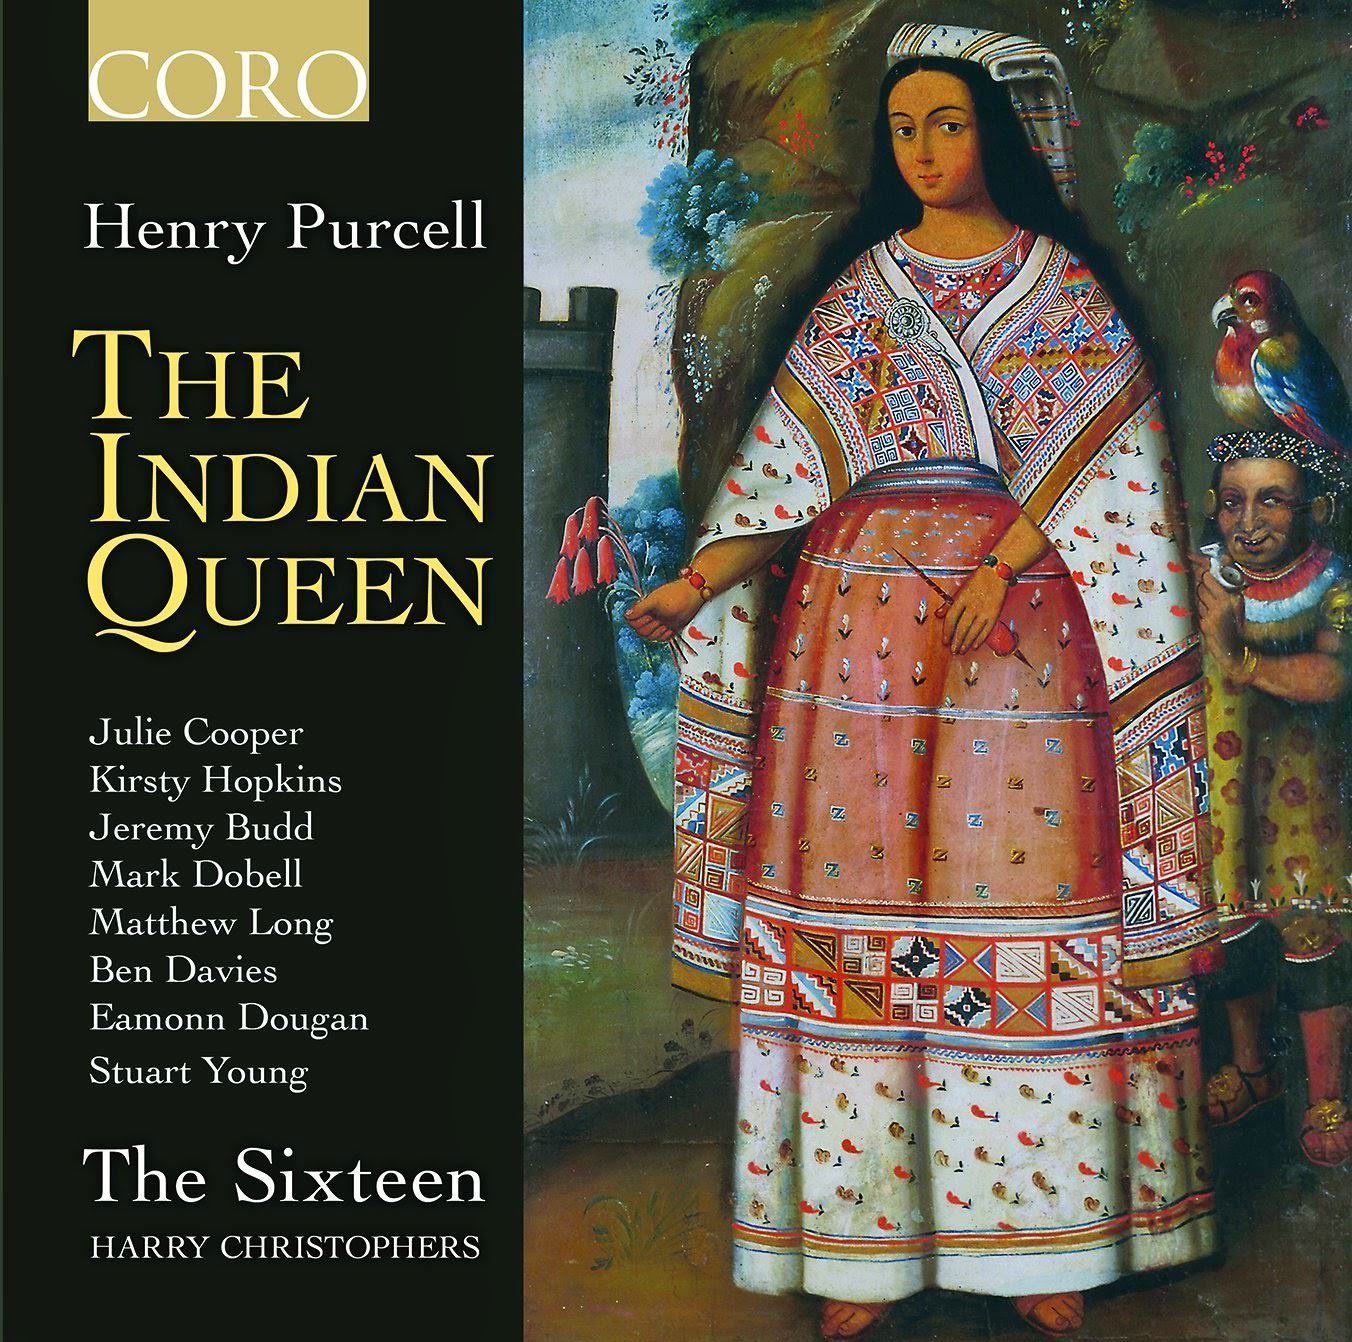 CORO
Henry Purcell
THE
INDIAN
QUEEN
Julie Cooper
Kirsty Hopkins
Jeremy Budd
Mark Dobell
Matthew Long
Ben Davies
Eamonn Dougan
Stuart Young
The Sixteen
HARRY CHRISTOPHERS